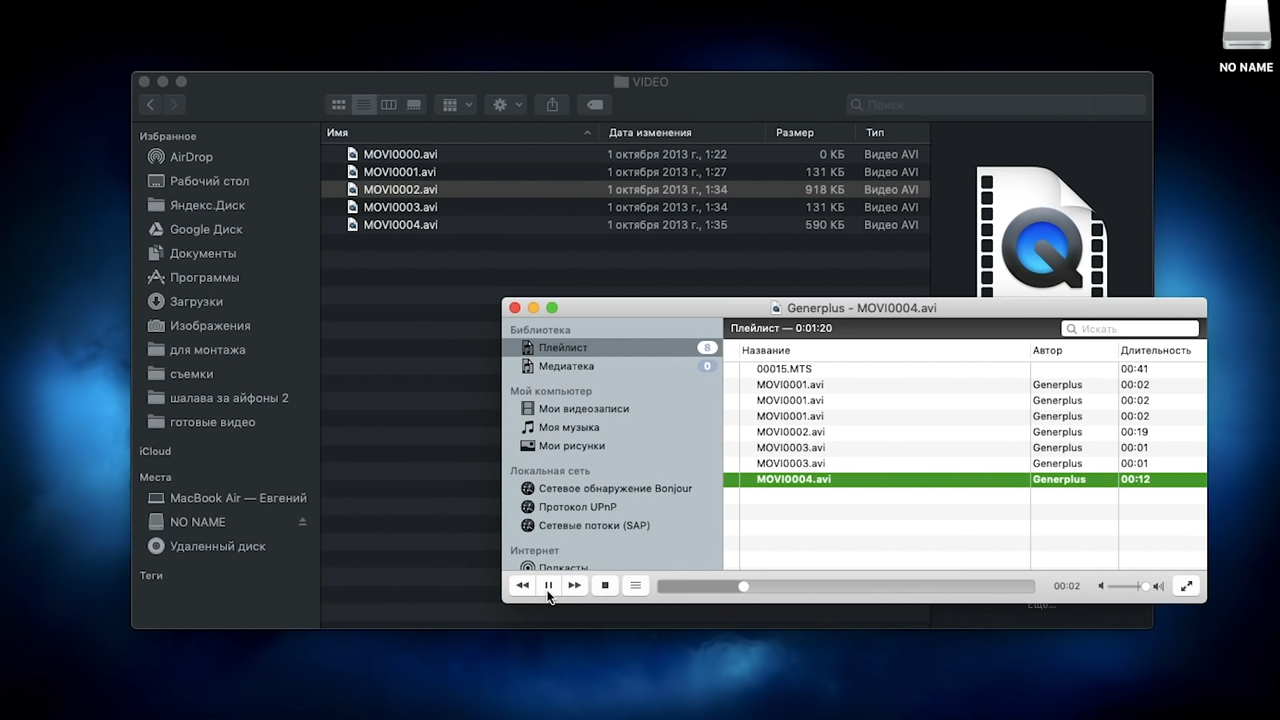 NO NAME
VIDEO
Поиск
Избранное
AirDrop
Рабочий стол
Яндекс.Диск
Google Диск
Документы
Программы
Загрузки
Изображения
для монтажа
съемки
шалава за айфоны 2
готовые видео
iCloud
Места
MacBook Air — Евгений
NO NAME
Удаленный диск
Теги
Имя Дата изменения Размер Тип
MOVI0000.avi 1 октября 2013 г., 1:22 0 КБ Видео AVI
MOVI0001.avi 1 октября 2013 г., 1:27 131 КБ Видео AVI
MOVI0002.avi 1 октября 2013 г., 1:34 918 КБ Видео AVI
MOVI0003.avi 1 октября 2013 г., 1:34 131 КБ Видео AVI
MOVI0004.avi 1 октября 2013 г., 1:35 590 КБ Видео AVI
Generplus - MOVI0004.avi
Библиотека
Плейлист 8
Медиатека 0
Мой компьютер
Мои видеозаписи
Моя музыка
Мои рисунки
Локальная сеть
Сетевое обнаружение Bonjour
Протокол UPnP
Сетевые потоки (SAP)
Интернет
Подкасты
Плейлист — 0:01:20
Искать
Название Автор Длительность
00015.MTS 00:41
MOVI0001.avi Generplus 00:02
MOVI0001.avi Generplus 00:02
MOVI0001.avi Generplus 00:02
MOVI0002.avi Generplus 00:19
MOVI0003.avi Generplus 00:01
MOVI0003.avi Generplus 00:01
MOVI0004.avi Generplus 00:12
00:02
Еще...